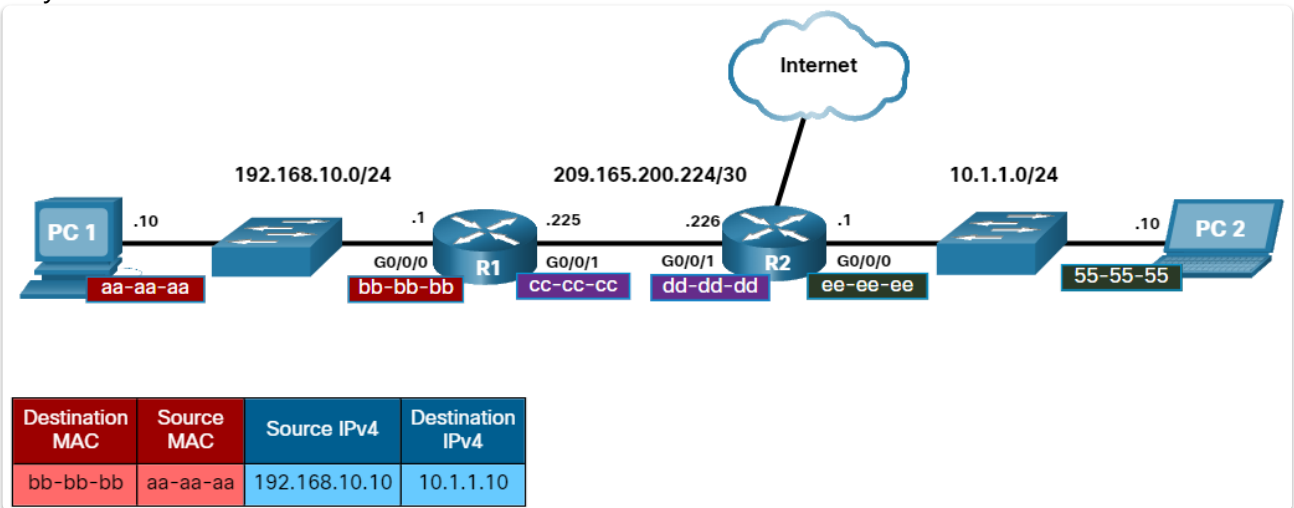 Internet
192.168.10.0/24
209.165.200.224/30
10.1.1.0/24
PC 1
.10
.1
.225
.226
.1
.10
PC 2
G0/0/0
R1
G0/0/1
G0/0/1
R2
G0/0/0
aa-aa-aa
bb-bb-bb
cc-cc-cc
dd-dd-dd
ee-ee-ee
55-55-55
Destination MAC
Source MAC
Source IPv4
Destination IPv4
bb-bb-bb
aa-aa-aa
192.168.10.10
10.1.1.10